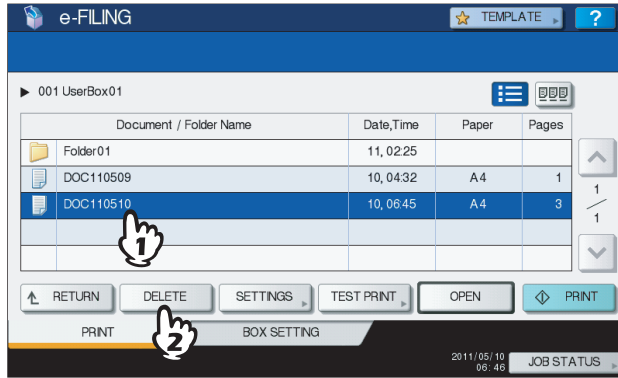 e-FILING TEMPLATE ?
001 UserBox01
Document / Folder Name Date,Time Paper Pages
Folder01 11, 02:25
DOC110509 10, 04:32 A4 1
DOC110510 10, 06:45 A4 3
1
1
1
RETURN DELETE SETTINGS TEST PRINT OPEN PRINT
2
PRINT BOX SETTING
2011/05/10
06:46 JOB STATUS